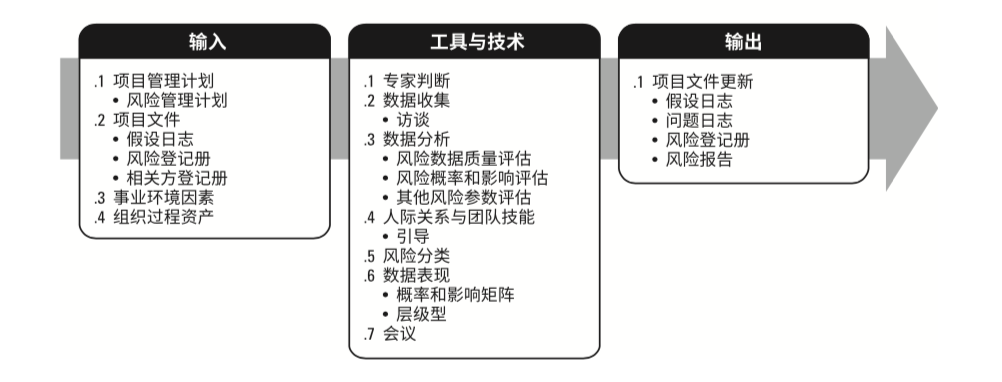 输入
.1 项目管理计划
• 风险管理计划
.2 项目文件
• 假设日志
• 风险登记册
• 相关方登记册
.3 事业环境因素
.4 组织过程资产
工具与技术
.1 专家判断
.2 数据收集
• 访谈
.3 数据分析
• 风险数据质量评估
• 风险概率和影响评估
• 其他风险参数评估
.4 人际关系与团队技能
• 引导
.5 风险分类
.6 数据表现
• 概率和影响矩阵
• 层级型
.7 会议
输出
.1 项目文件更新
• 假设日志
• 问题日志
• 风险登记册
• 风险报告